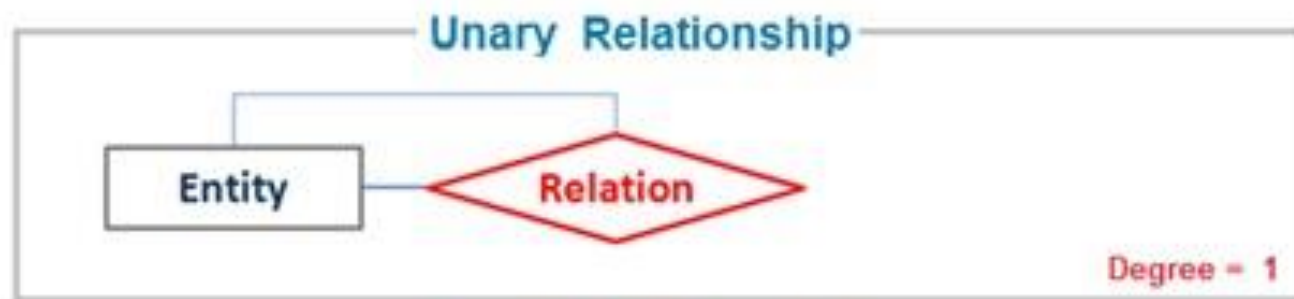 Unary Relationship
Entity
Relation
Degree = 1